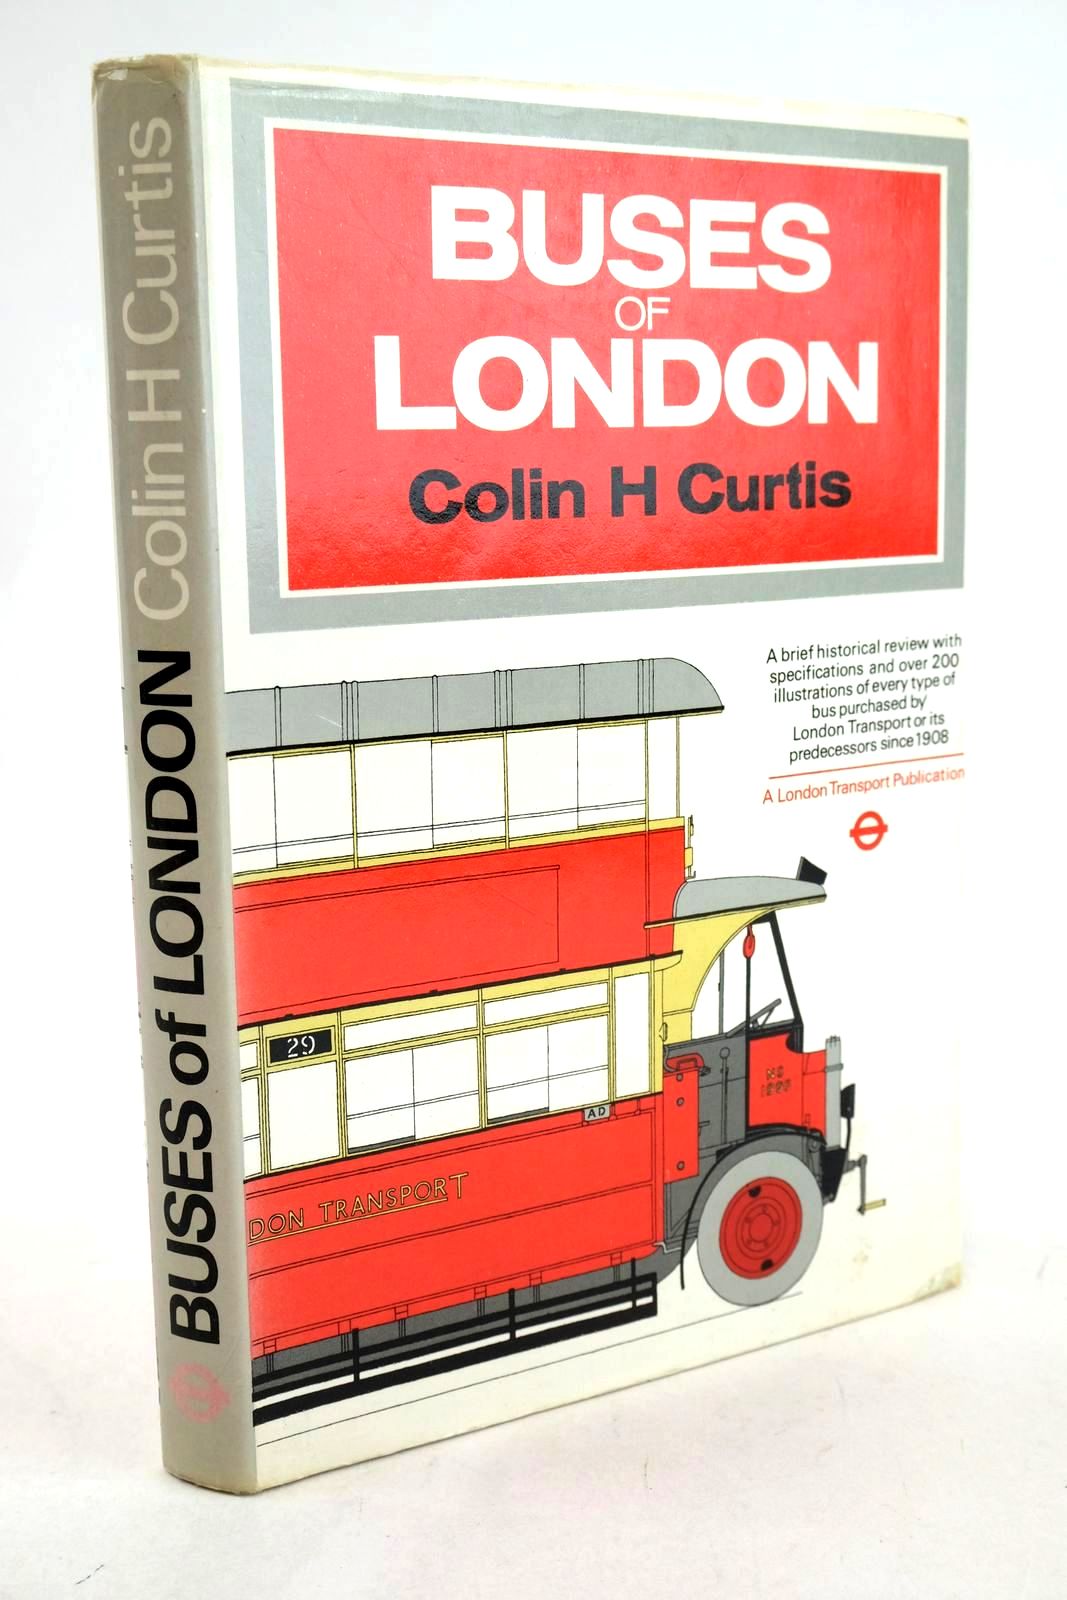 BUSES of LONDON Colin H Curtis
BUSES
OF
LONDON
Colin H Curtis
A brief historical review with
specifications and over 200
illustrations of every type of
bus purchased by
London Transport or its
predecessors since 1908
A London Transport Publication
29
AD
DON TRANSPORT